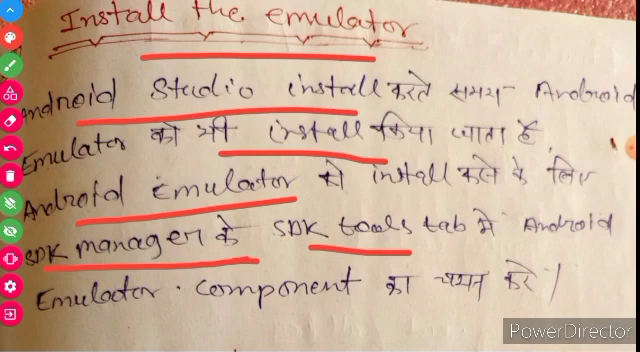 Install the emulator
Android Studio install करते समय Android
Emulator को भी install किया जाता है,
Android Emulator को install करने के लिए
SDK manager के SDK tools tab में Android
Emulator. component का चयन करे।
PowerDirector